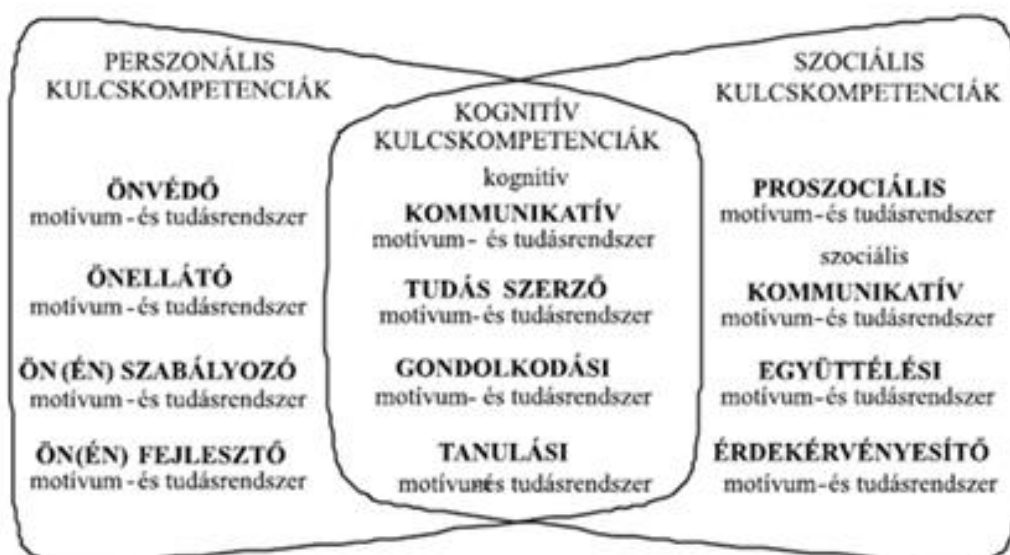 PERSZONÁLIS
KULCSKOMPETENCIÁK
ÖNVÉDŐ
motívum-és tudásrendszer
ÖNELLÁTÓ
motívum-és tudásrendszer
ÖN(ÉN) SZABÁLYOZÓ
motívum-és tudásrendszer
ÖN(ÉN) FEJLESZTŐ
motívum-és tudásrendszer
KOGNITÍV
KULCSKOMPETENCIÁK
kognitív
KOMMUNIKATÍV
motívum- és tudásrendszer
TUDÁS SZERZŐ
motívum-és tudásrendszer
GONDOLKODÁSI
motívum- és tudásrendszer
TANULÁSI
motívumés tudásrendszer
SZOCIÁLIS
KULCSKOMPETENCIÁK
PROSZOCIÁLIS
motívum-és tudásrendszer
szociális
KOMMUNIKATÍV
motívum-és tudásrendszer
EGYÜTTÉLÉSI
motívum-és tudásrendszer
ÉRDEKÉRVÉNYESÍTŐ
motívum-és tudásrendszer